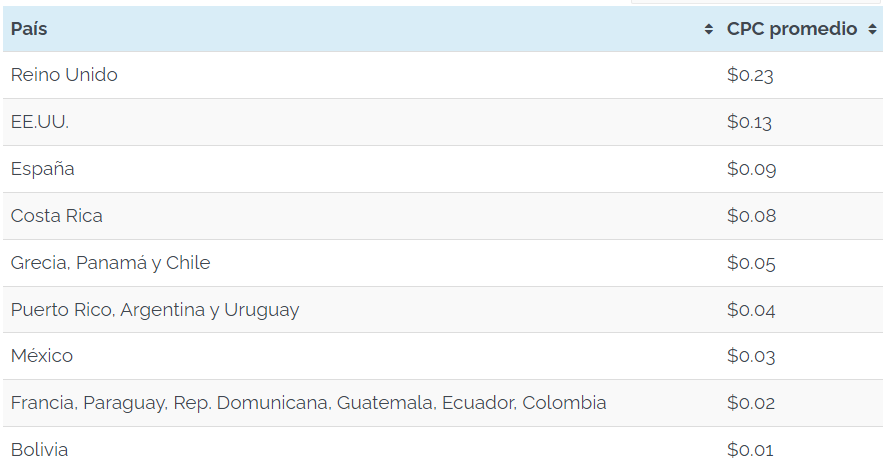 País CPC promedio
Reino Unido $0.23
EE.UU. $0.13
España $0.09
Costa Rica $0.08
Grecia, Panamá y Chile $0.05
Puerto Rico, Argentina y Uruguay $0.04
México $0.03
Francia, Paraguay, Rep. Domunicana, Guatemala, Ecuador, Colombia $0.02
Bolivia $0.01